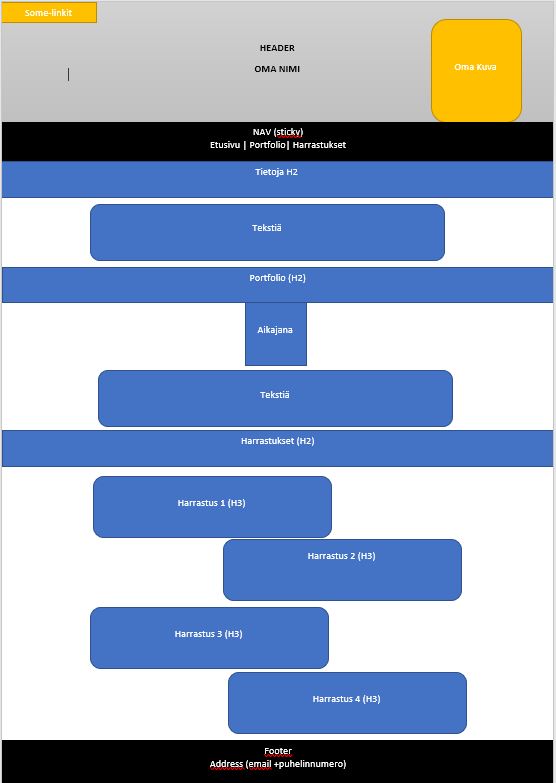 Some-linkit
HEADER
OMA NIMI
Oma Kuva
NAV (sticky)
Etusivu | Portfolio| Harrastukset
Tietoja H2
Tekstiä
Portfolio (H2)
Aikajana
Tekstiä
Harrastukset (H2)
Harrastus 1 (H3)
Harrastus 2 (H3)
Harrastus 3 (H3)
Harrastus 4 (H3)
Footer
Address (email +puhelinnumero)